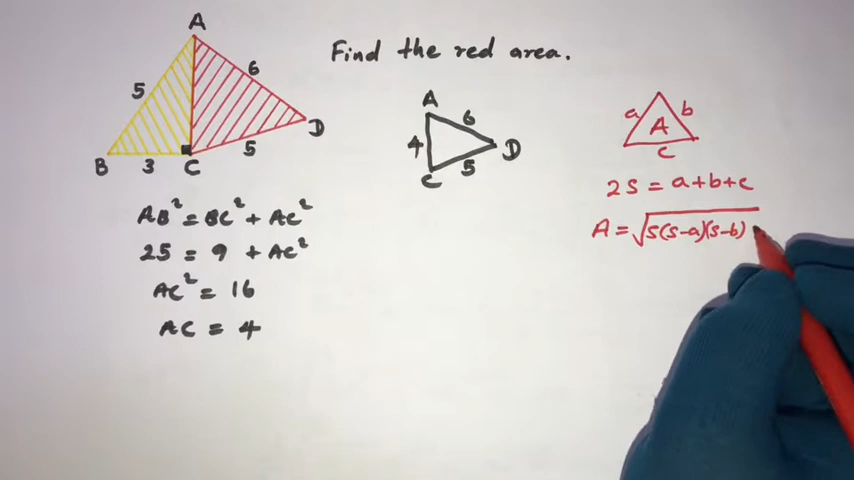 Find the red area.
A
5
6
B
3
C
5
D
A
6
4
D
C
5
a
b
A
c
AB² = BC² + AC²
25 = 9 + AC²
AC² = 16
AC = 4
2S = a+b+c
A = √S(S-a)(S-b)